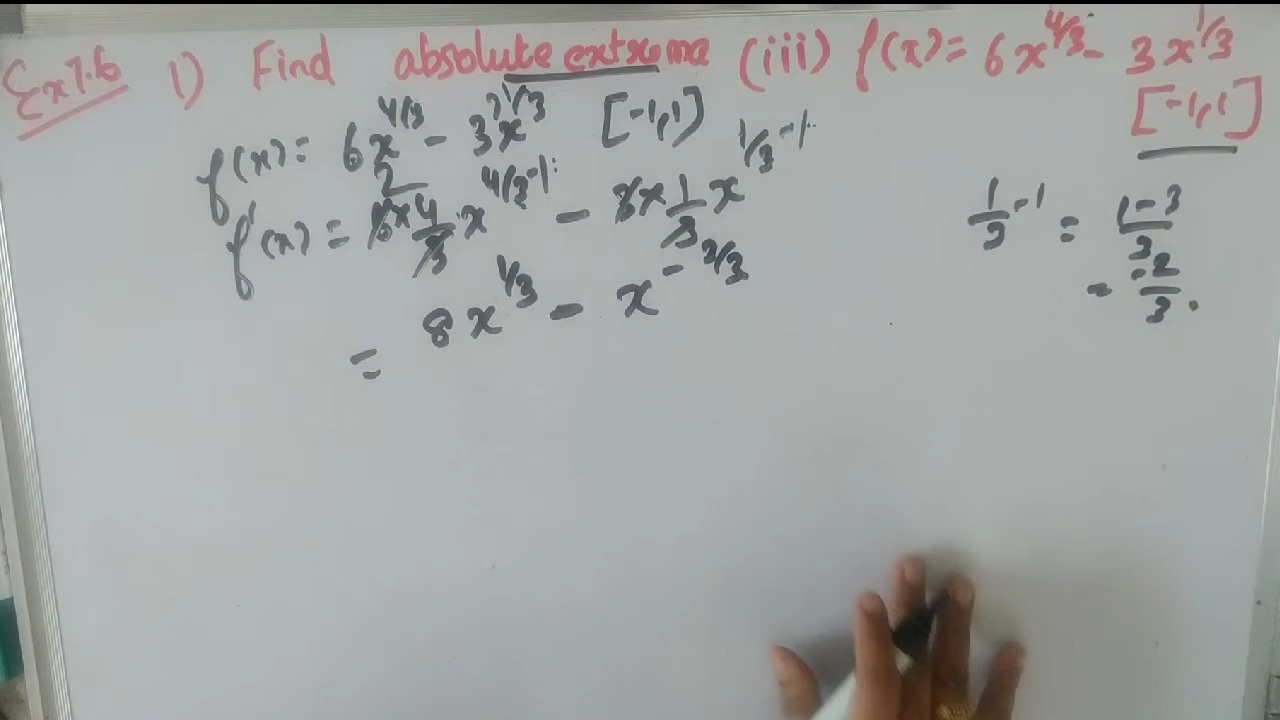 Ex 7.6 1) Find absolute extrema (iii) f(x) = 6x^4/3 - 3x^1/3
[-1,1]
f(x) = 6x^4/3 - 3x^1/3 [-1,1]
f'(x) = 6×4/3 x^4/3-1 - 3×1/3 x^1/3-1
2
= 8x^1/3 - x^-2/3
1/3 - 1 = 1-3/3
= -2/3.